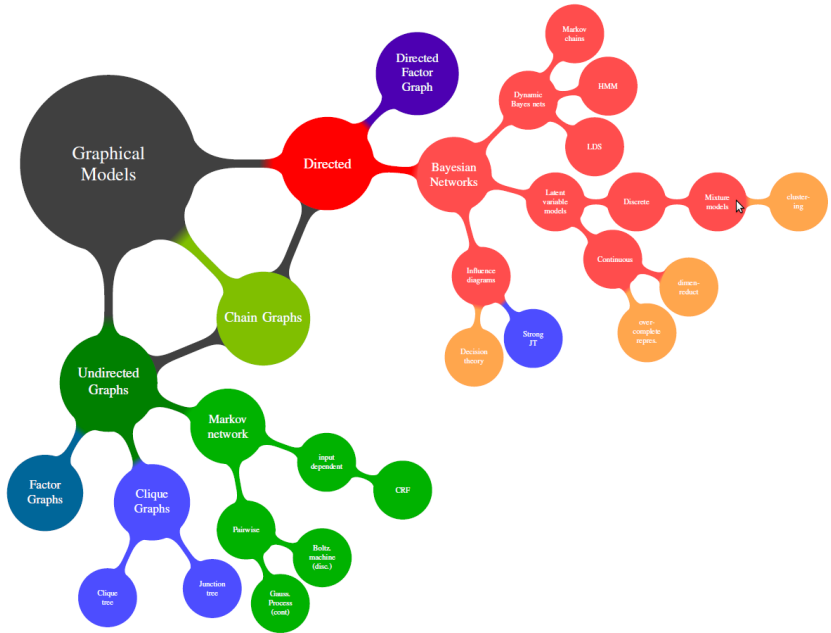 Graphical
Models
Directed
Directed
Factor
Graph
Bayesian
Networks
Dynamic
Bayes nets
Markov
chains
HMM
LDS
Latent
variable
models
Discrete
Mixture
models
cluster-
ing
Continuous
dimen-
reduct
over-
complete
repres.
Influence
diagrams
Decision
theory
Strong
JT
Chain Graphs
Undirected
Graphs
Markov
network
input
dependent
CRF
Pairwise
Boltz.
machine
(disc.)
Gauss.
Process
(cont)
Factor
Graphs
Clique
Graphs
Clique
tree
Junction
tree